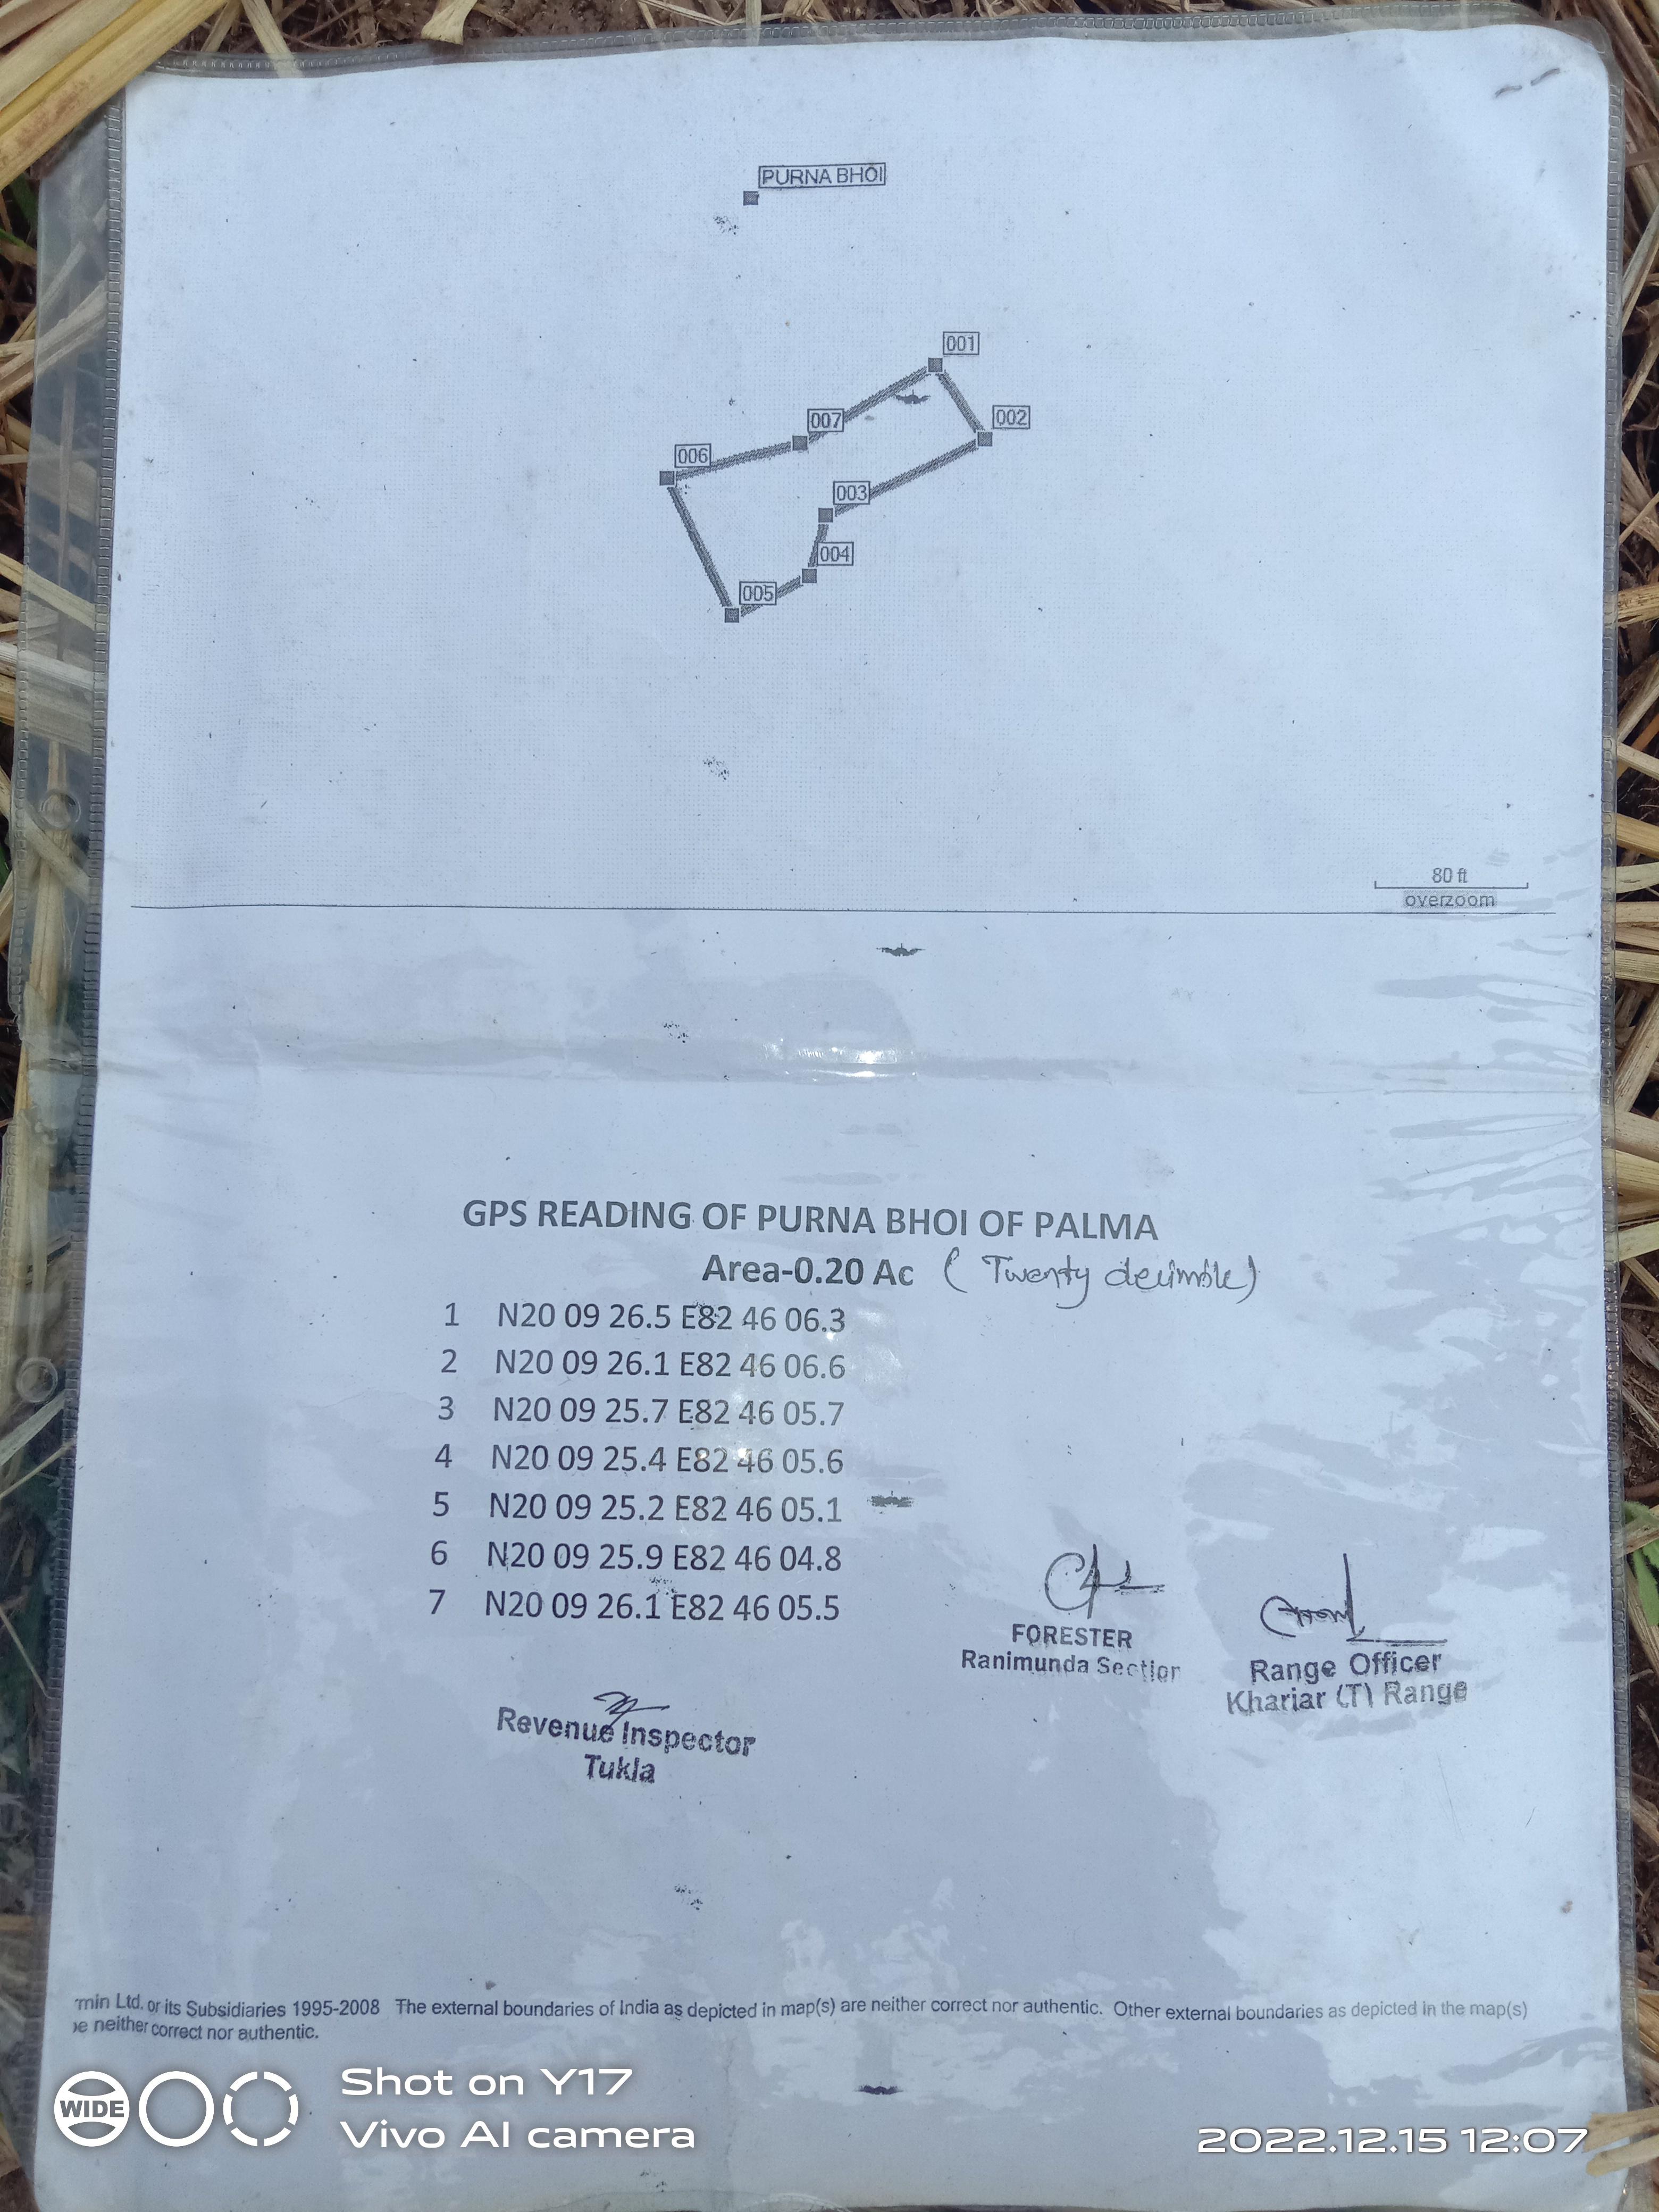 PURNA BHOI
001
002
007
006
003
004
005
80 ft
overzoom
GPS READING OF PURNA BHOI OF PALMA
Area-0.20 Ac ( Twenty decimble)
1 N20 09 26.5 E82 46 06.3
2 N20 09 26.1 E82 46 06.6
3 N20 09 25.7 E82 46 05.7
4 N20 09 25.4 E82 46 05.6
5 N20 09 25.2 E82 46 05.1
6 N20 09 25.9 E82 46 04.8
7 N20 09 26.1 E82 46 05.5
FORESTER
Ranimunda Section
Range Officer
Khariar (T) Range
Revenue Inspector
Tukla
min Ltd. or its Subsidiaries 1995-2008 The external boundaries of India as depicted in map(s) are neither correct nor authentic. Other external boundaries as depicted in the map(s)
e neither correct nor authentic.
WIDE
Shot on Y17
Vivo AI camera
2022.12.15 12:07